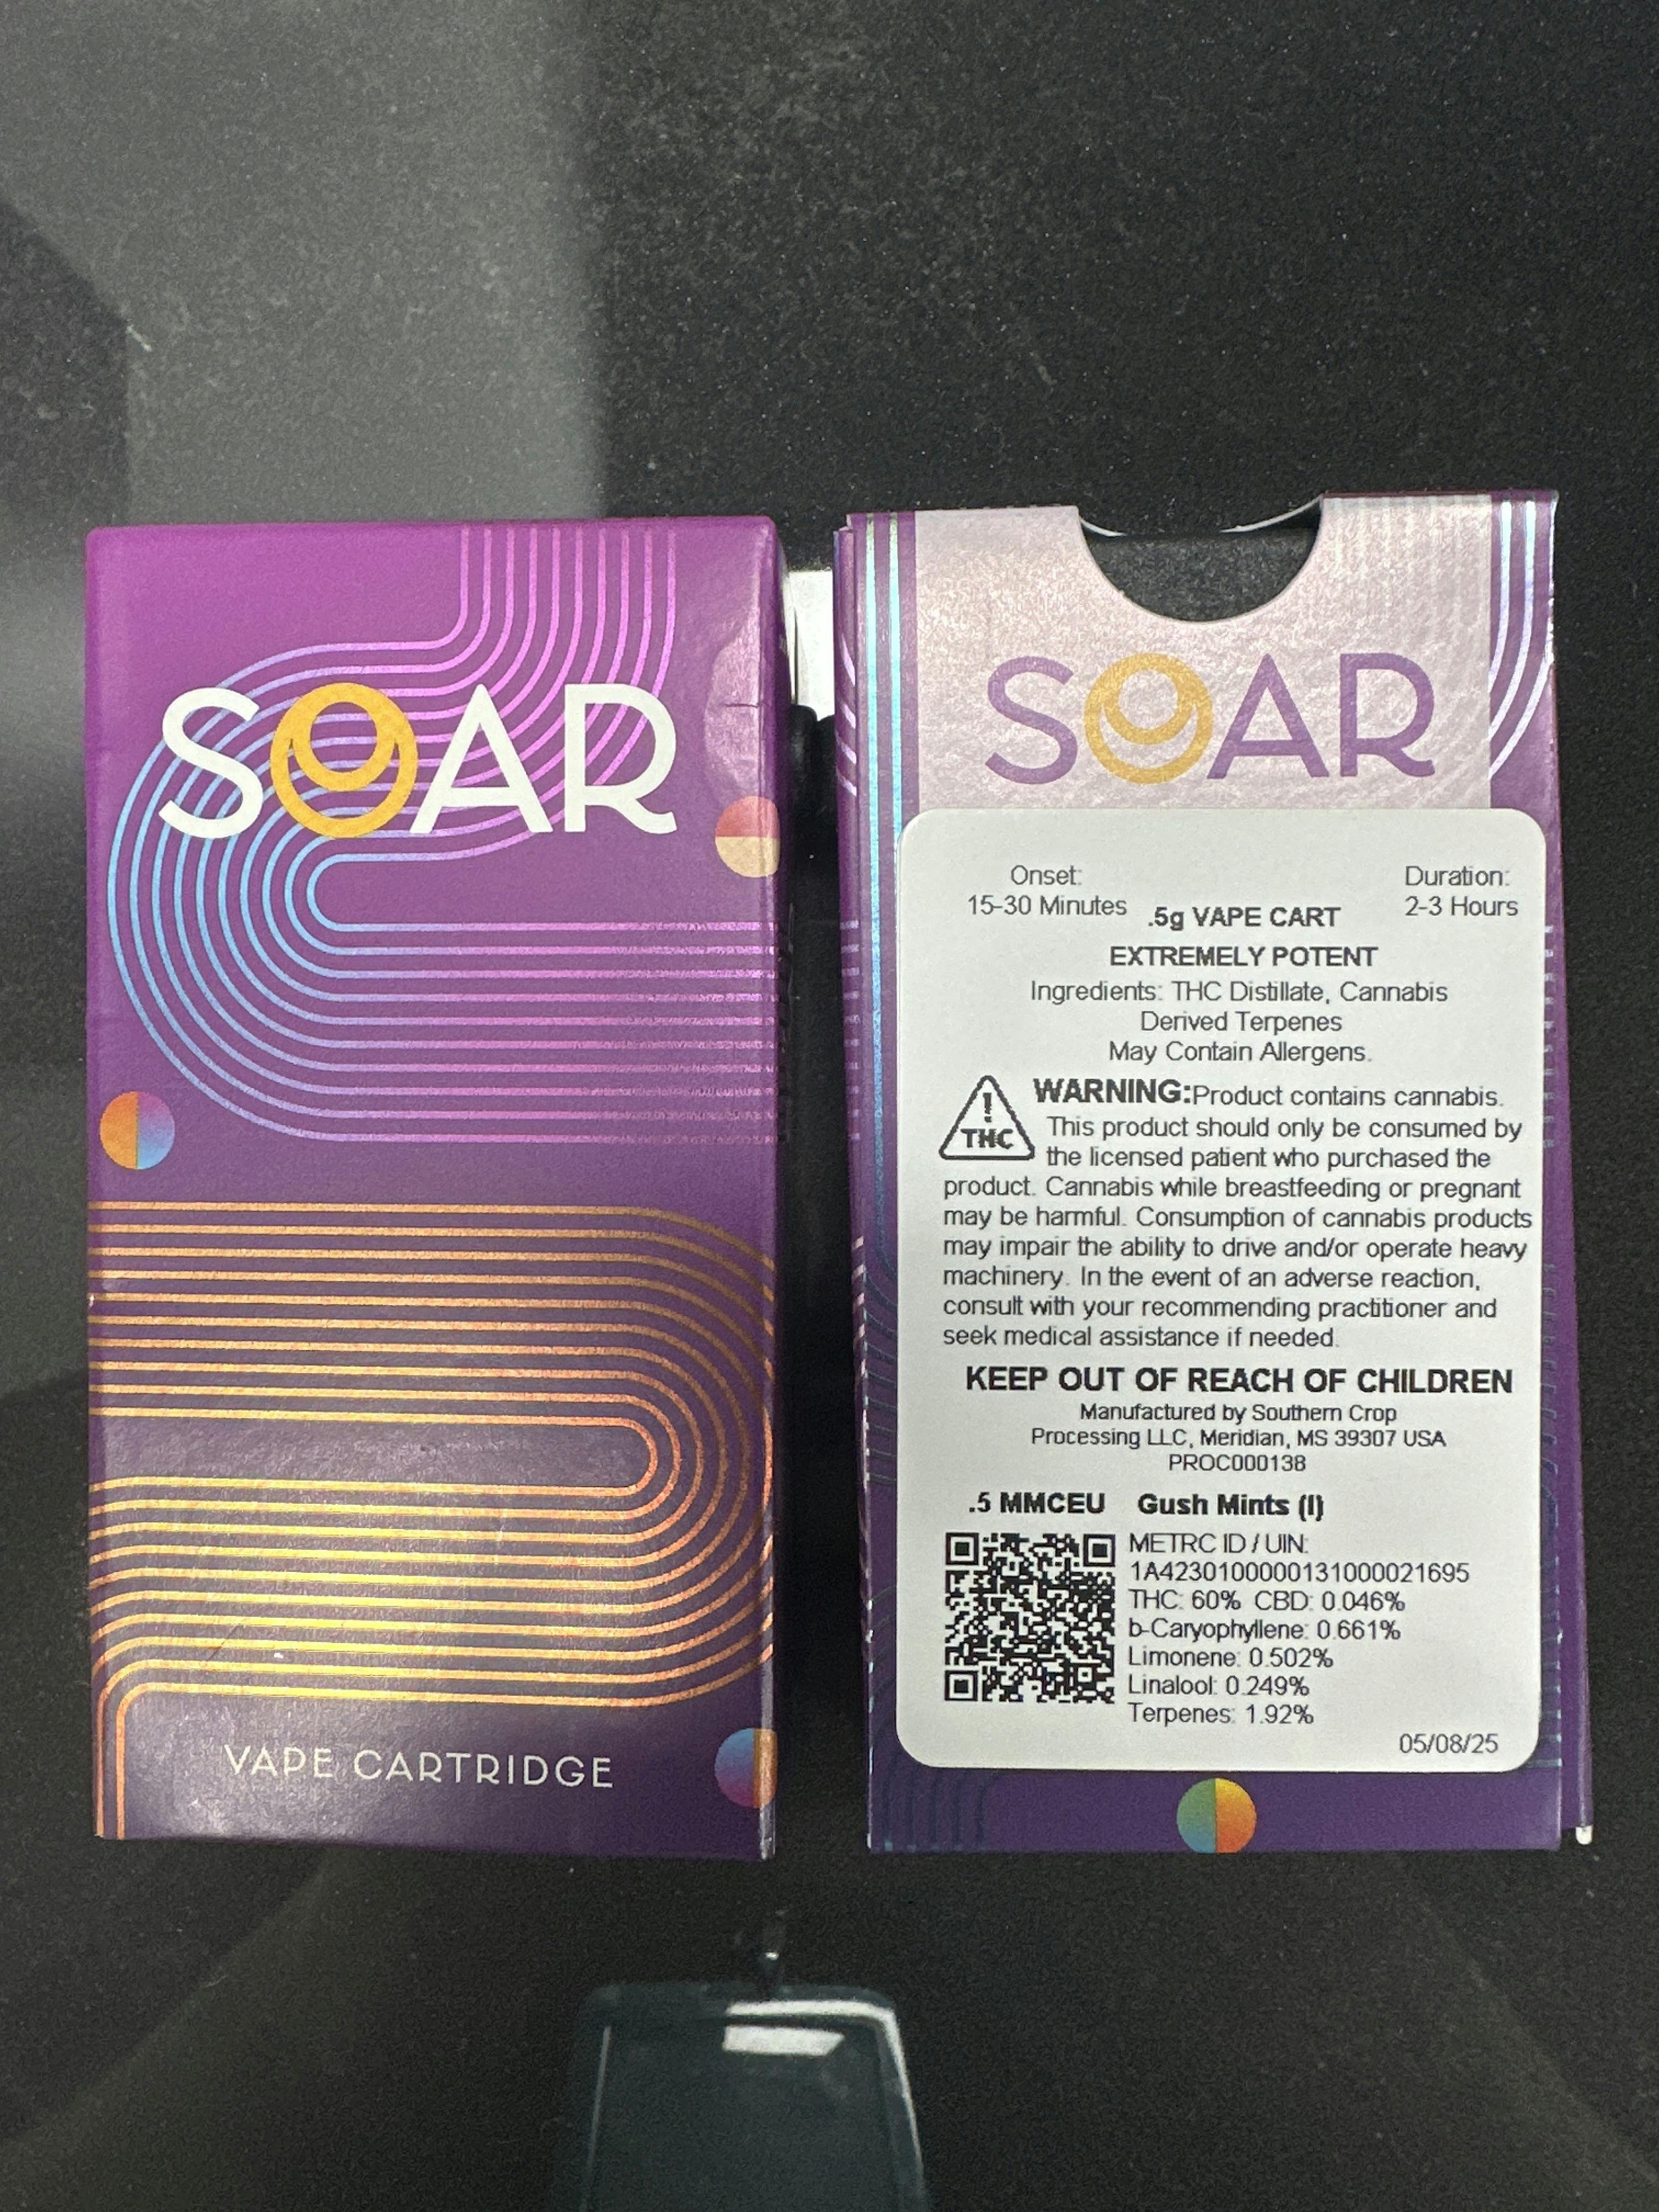 SOAR
VAPE CARTRIDGE
SOAR
Onset:
15-30 Minutes
Duration:
2-3 Hours
.5g VAPE CART
EXTREMELY POTENT
Ingredients: THC Distillate, Cannabis
Derived Terpenes
May Contain Allergens.
!
THC
WARNING:Product contains cannabis.
This product should only be consumed by
the licensed patient who purchased the
product. Cannabis while breastfeeding or pregnant
may be harmful. Consumption of cannabis products
may impair the ability to drive and/or operate heavy
machinery. In the event of an adverse reaction,
consult with your recommending practitioner and
seek medical assistance if needed.
KEEP OUT OF REACH OF CHILDREN
Manufactured by Southern Crop
Processing LLC, Meridian, MS 39307 USA
PROC000138
.5 MMCEU Gush Mints (I)
METRC ID / UIN:
1A4230100000131000021695
THC: 60% CBD: 0.046%
b-Caryophyllene: 0.661%
Limonene: 0.502%
Linalool: 0.249%
Terpenes: 1.92%
05/08/25